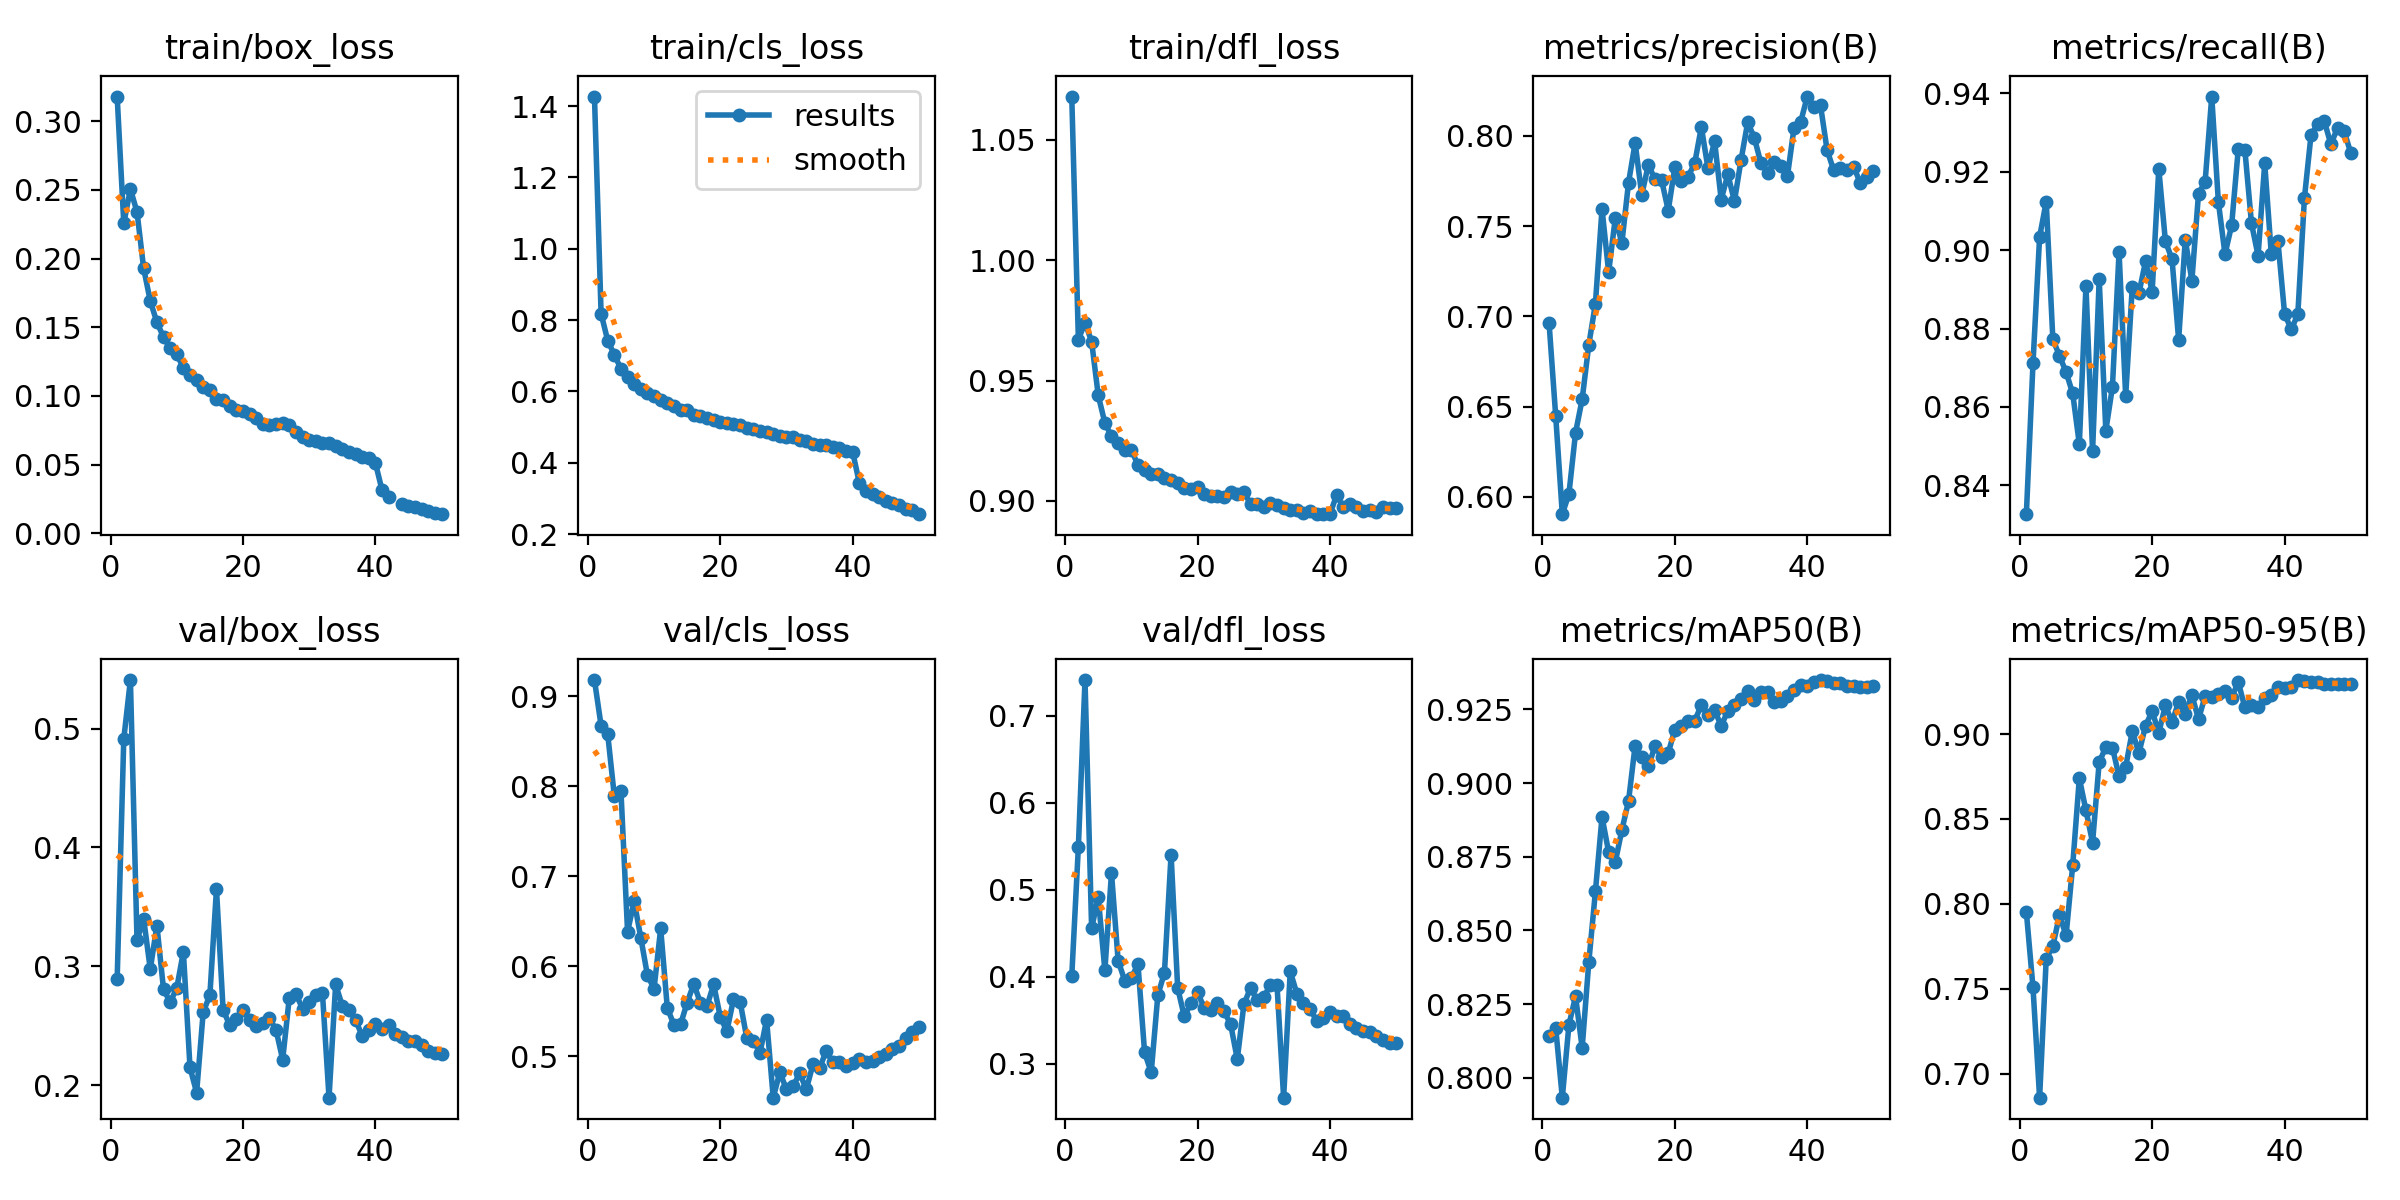 train/box_loss
0.30
0.25
0.20
0.15
0.10
0.05
0.00
0 20 40
train/cls_loss
results
smooth
1.4
1.2
1.0
0.8
0.6
0.4
0.2
0 20 40
train/dfl_loss
1.05
1.00
0.95
0.90
0 20 40
metrics/precision(B)
0.80
0.75
0.70
0.65
0.60
0 20 40
metrics/recall(B)
0.94
0.92
0.90
0.88
0.86
0.84
0 20 40
val/box_loss
0.5
0.4
0.3
0.2
0 20 40
val/cls_loss
0.9
0.8
0.7
0.6
0.5
0 20 40
val/dfl_loss
0.7
0.6
0.5
0.4
0.3
0 20 40
metrics/mAP50(B)
0.925
0.900
0.875
0.850
0.825
0.800
0 20 40
metrics/mAP50-95(B)
0.90
0.85
0.80
0.75
0.70
0 20 40